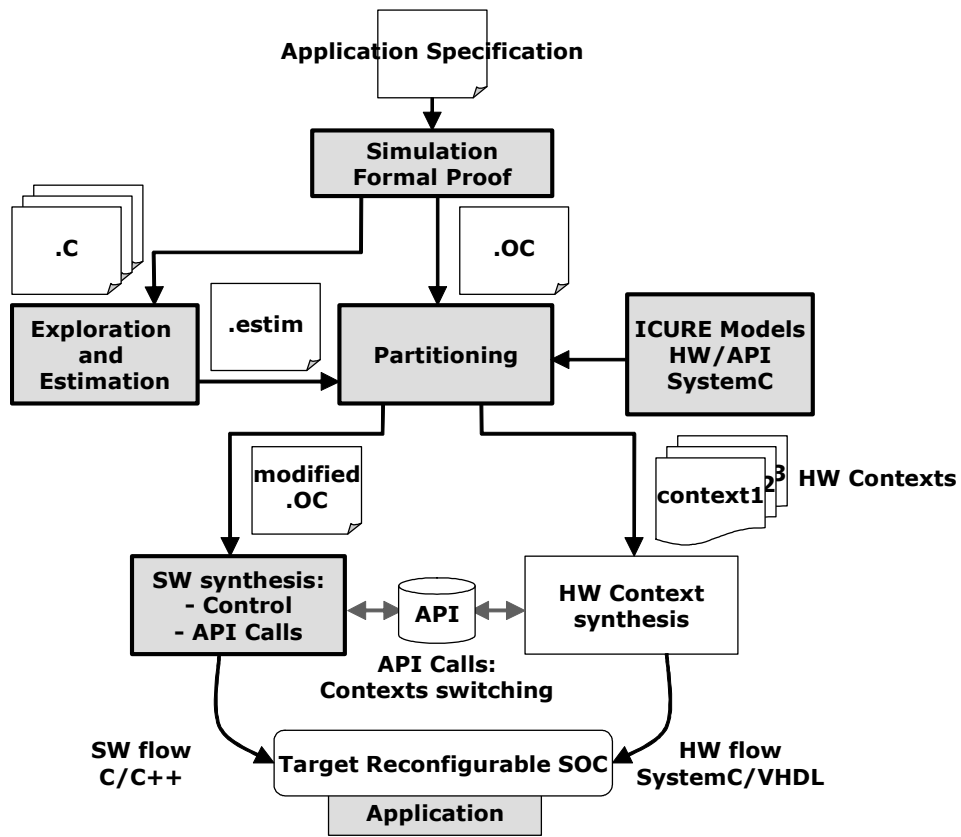 Application Specification
Simulation
Formal Proof
.C
.OC
.estim
Exploration
and
Estimation
Partitioning
ICURE Models
HW/API
SystemC
modified
.OC
context1
2
3
HW Contexts
SW synthesis:
- Control
- API Calls
API
HW Context
synthesis
API Calls:
Contexts switching
SW flow
C/C++
Target Reconfigurable SOC
HW flow
SystemC/VHDL
Application